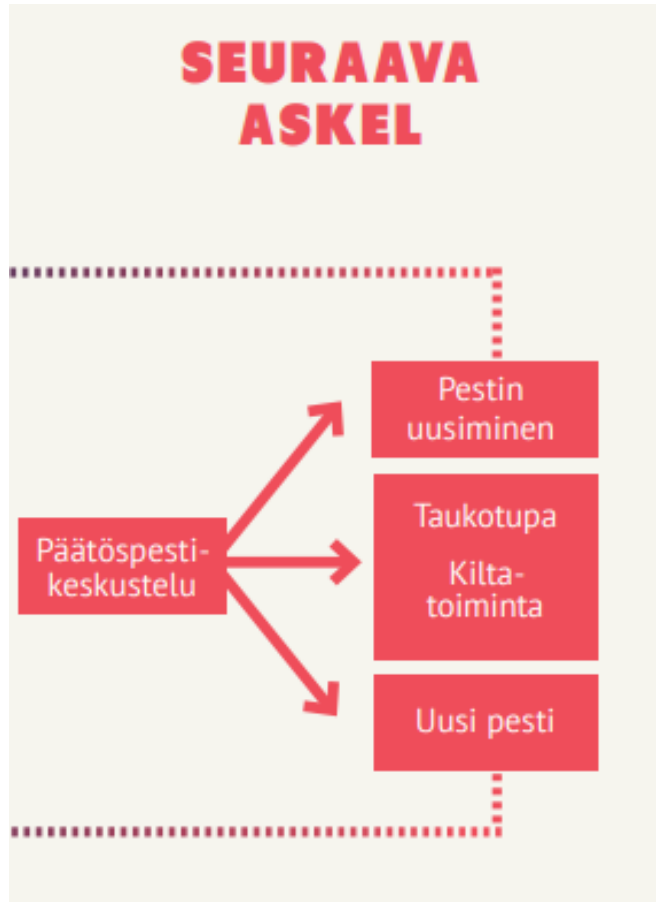 SEURAAVA
ASKEL
Pestin
uusiminen
Päätöspesti-
keskustelu
Taukotupa
Kilta-
toiminta
Uusi pesti